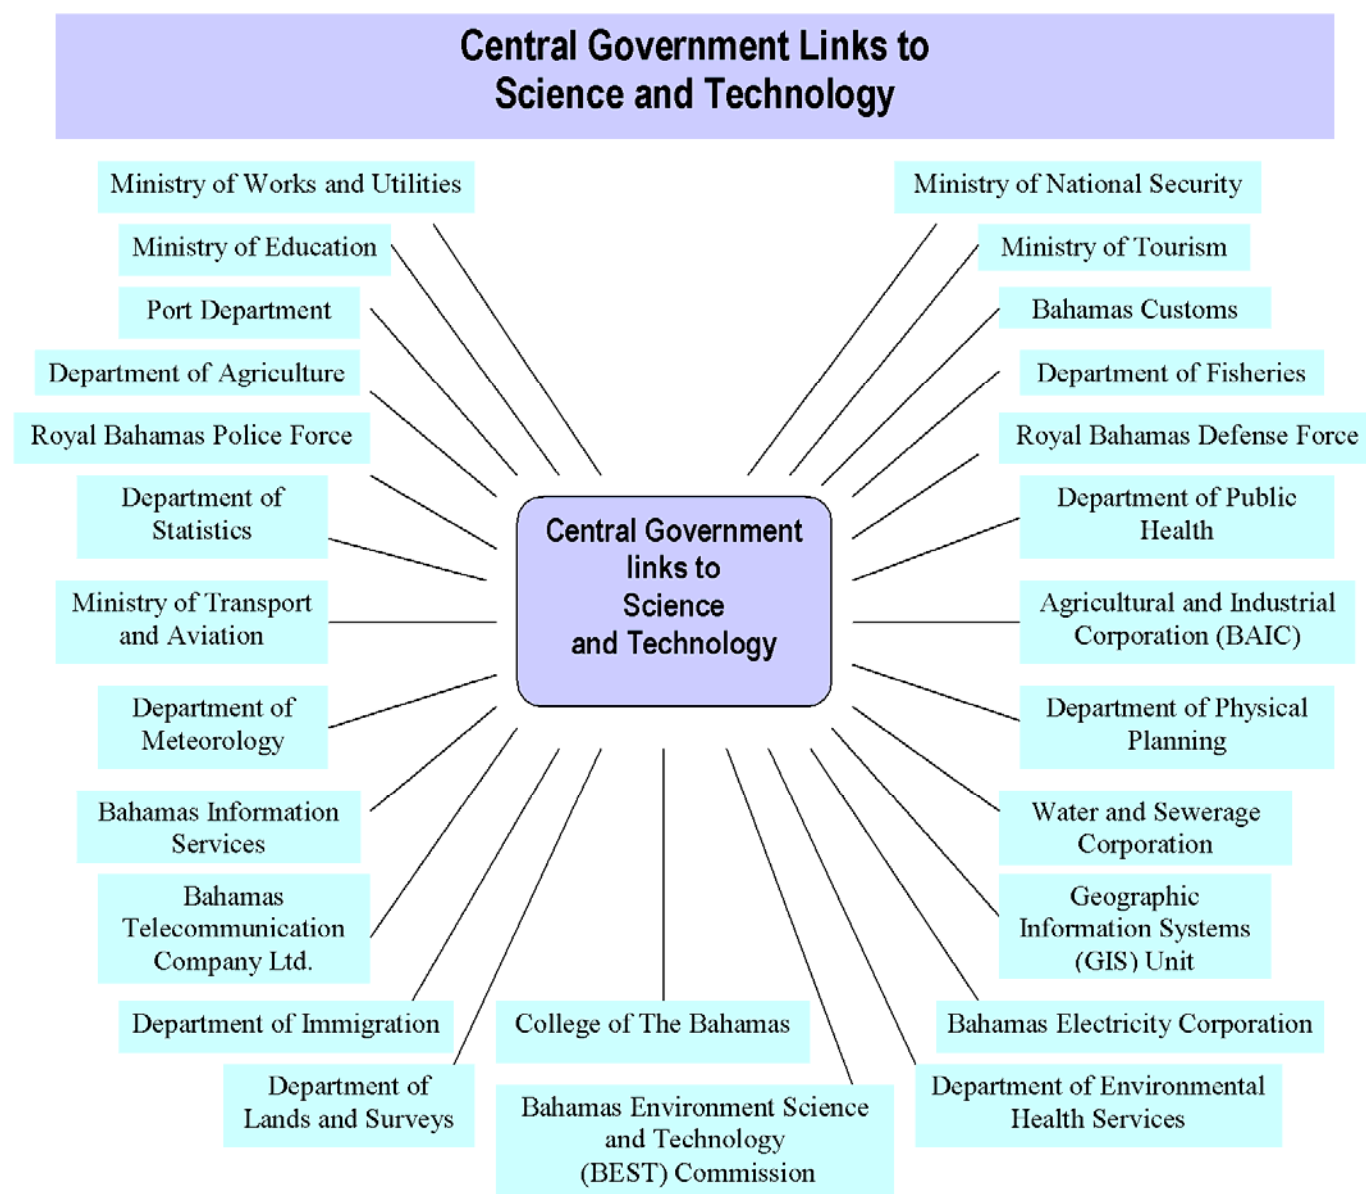 Central Government Links to
Science and Technology
Ministry of Works and Utilities
Ministry of National Security
Ministry of Education
Ministry of Tourism
Port Department
Bahamas Customs
Department of Agriculture
Department of Fisheries
Royal Bahamas Police Force
Royal Bahamas Defense Force
Department of
Statistics
Department of Public
Health
Central Government
links to
Science
and Technology
Ministry of Transport
and Aviation
Agricultural and Industrial
Corporation (BAIC)
Department of
Meteorology
Department of Physical
Planning
Bahamas Information
Services
Water and Sewerage
Corporation
Bahamas
Telecommunication
Company Ltd.
Geographic
Information Systems
(GIS) Unit
Department of Immigration
College of The Bahamas
Bahamas Electricity Corporation
Department of
Lands and Surveys
Bahamas Environment Science
and Technology
(BEST) Commission
Department of Environmental
Health Services